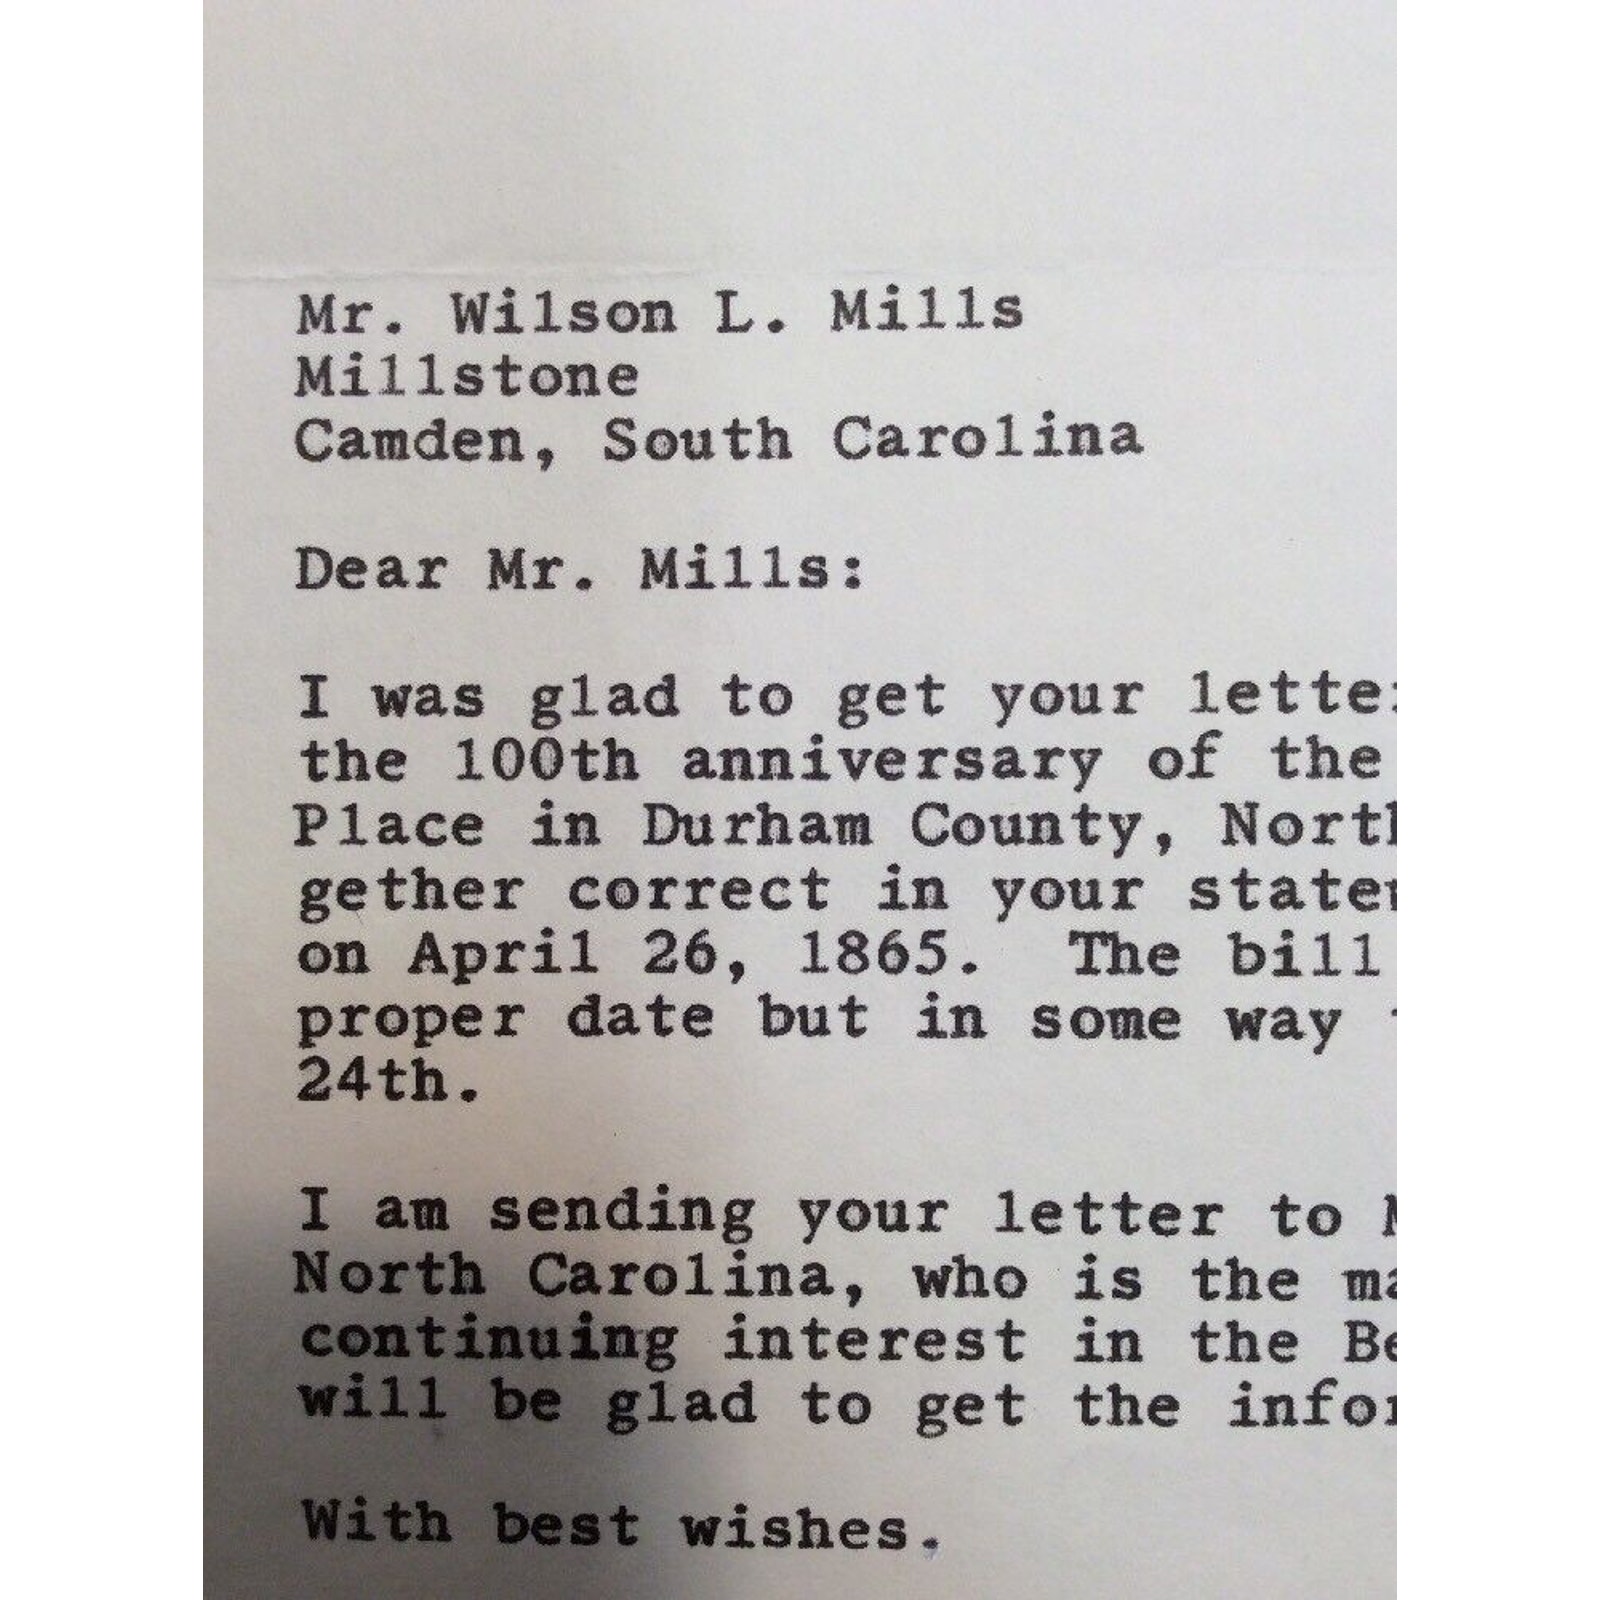 Mr. Wilson L. Mills
Millstone
Camden, South Carolina
Dear Mr. Mills:
I was glad to get your
the 100th anniversary of the
Place in Durham County,
gether correct in your
on April 26, 1865. The bill
proper date but in some way
24th.
I am sending your letter to
North Carolina, who is the
continuing interest in the
will be glad to get the
With best wishes.